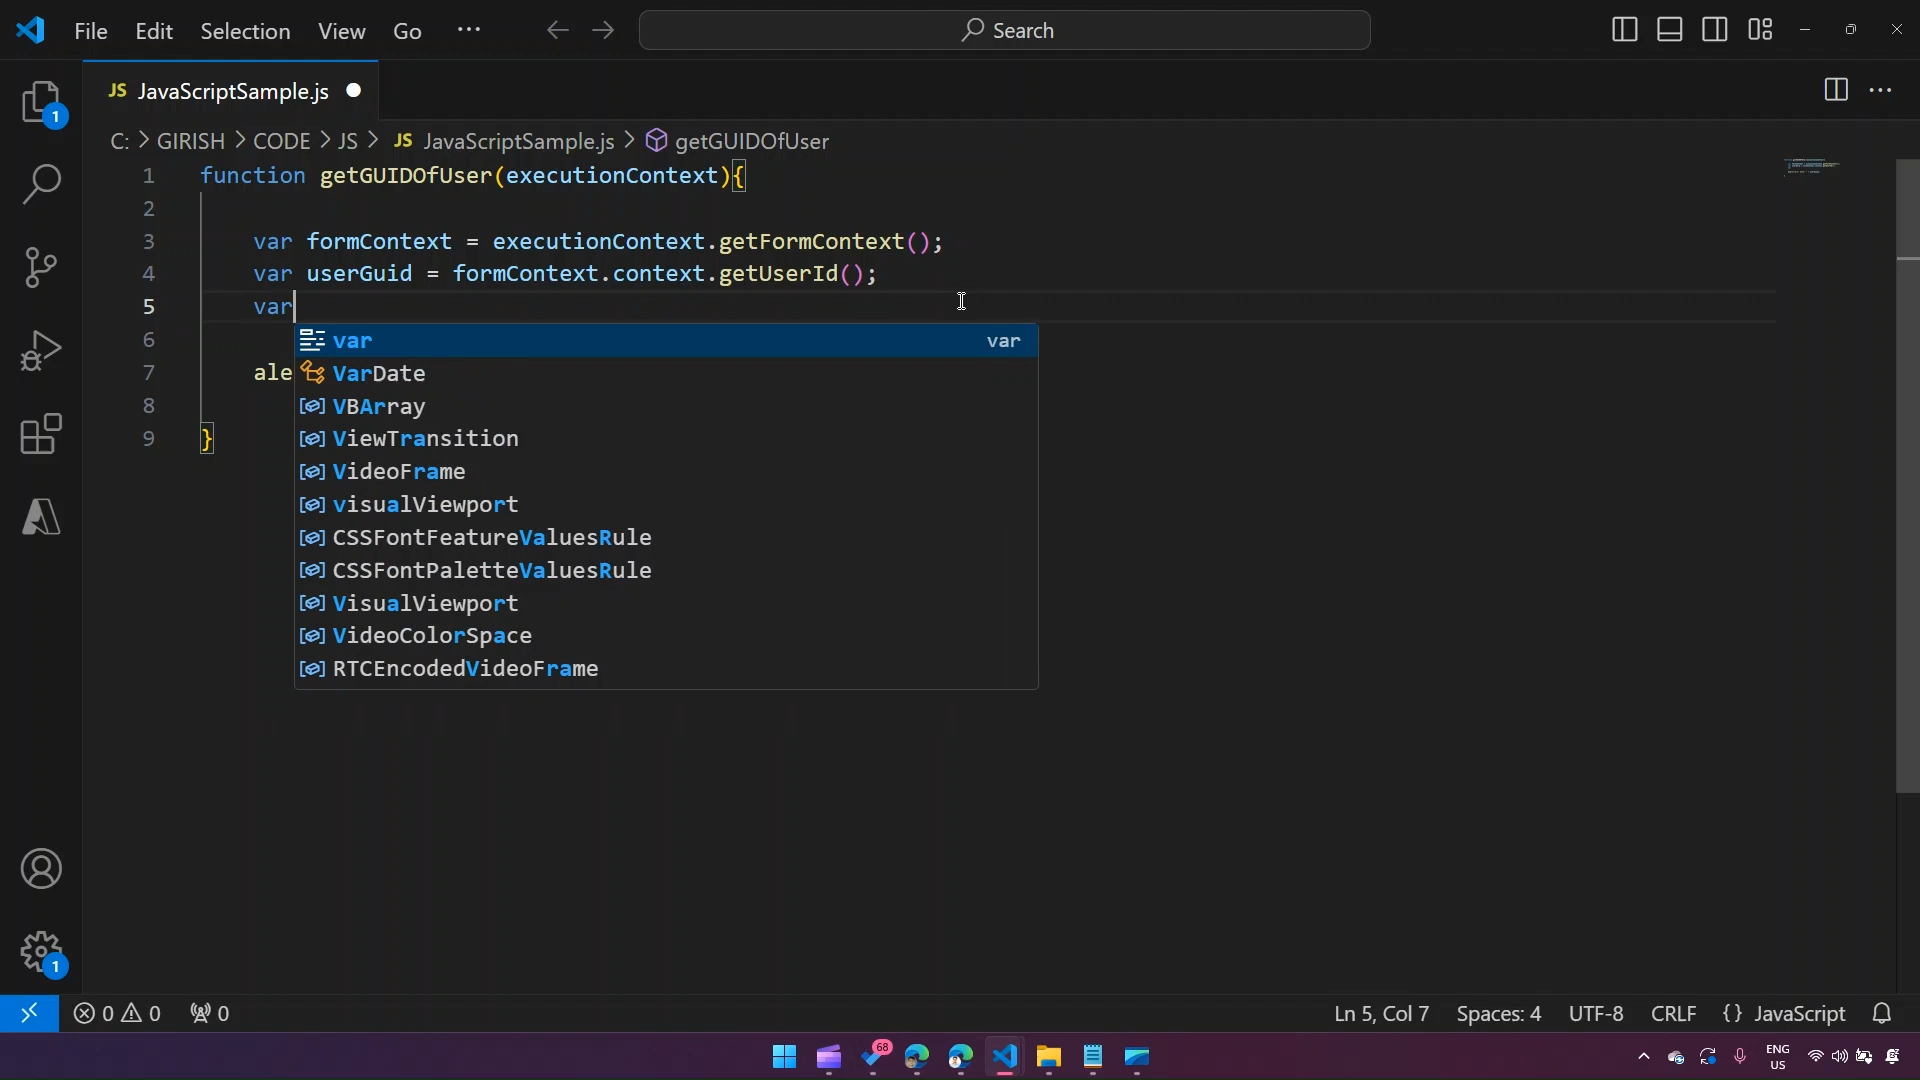 File Edit Selection View Go ··· Search
JS JavaScriptSample.js
C: > GIRISH > CODE > JS > JS JavaScriptSample.js > getGUIDOfUser
1 function getGUIDOfUser(executionContext){
2
3 var formContext = executionContext.getFormContext();
4 var userGuid = formContext.context.getUserId();
5 var
6 var var
7 ale VarDate
8 VBArray
9 } ViewTransition
VideoFrame
visualViewport
CSSFontFeatureValuesRule
CSSFontPaletteValuesRule
VisualViewport
VideoColorSpace
RTCEncodedVideoFrame
1
1
0 0 0 Ln 5, Col 7 Spaces: 4 UTF-8 CRLF {} JavaScript
68 ENG
US